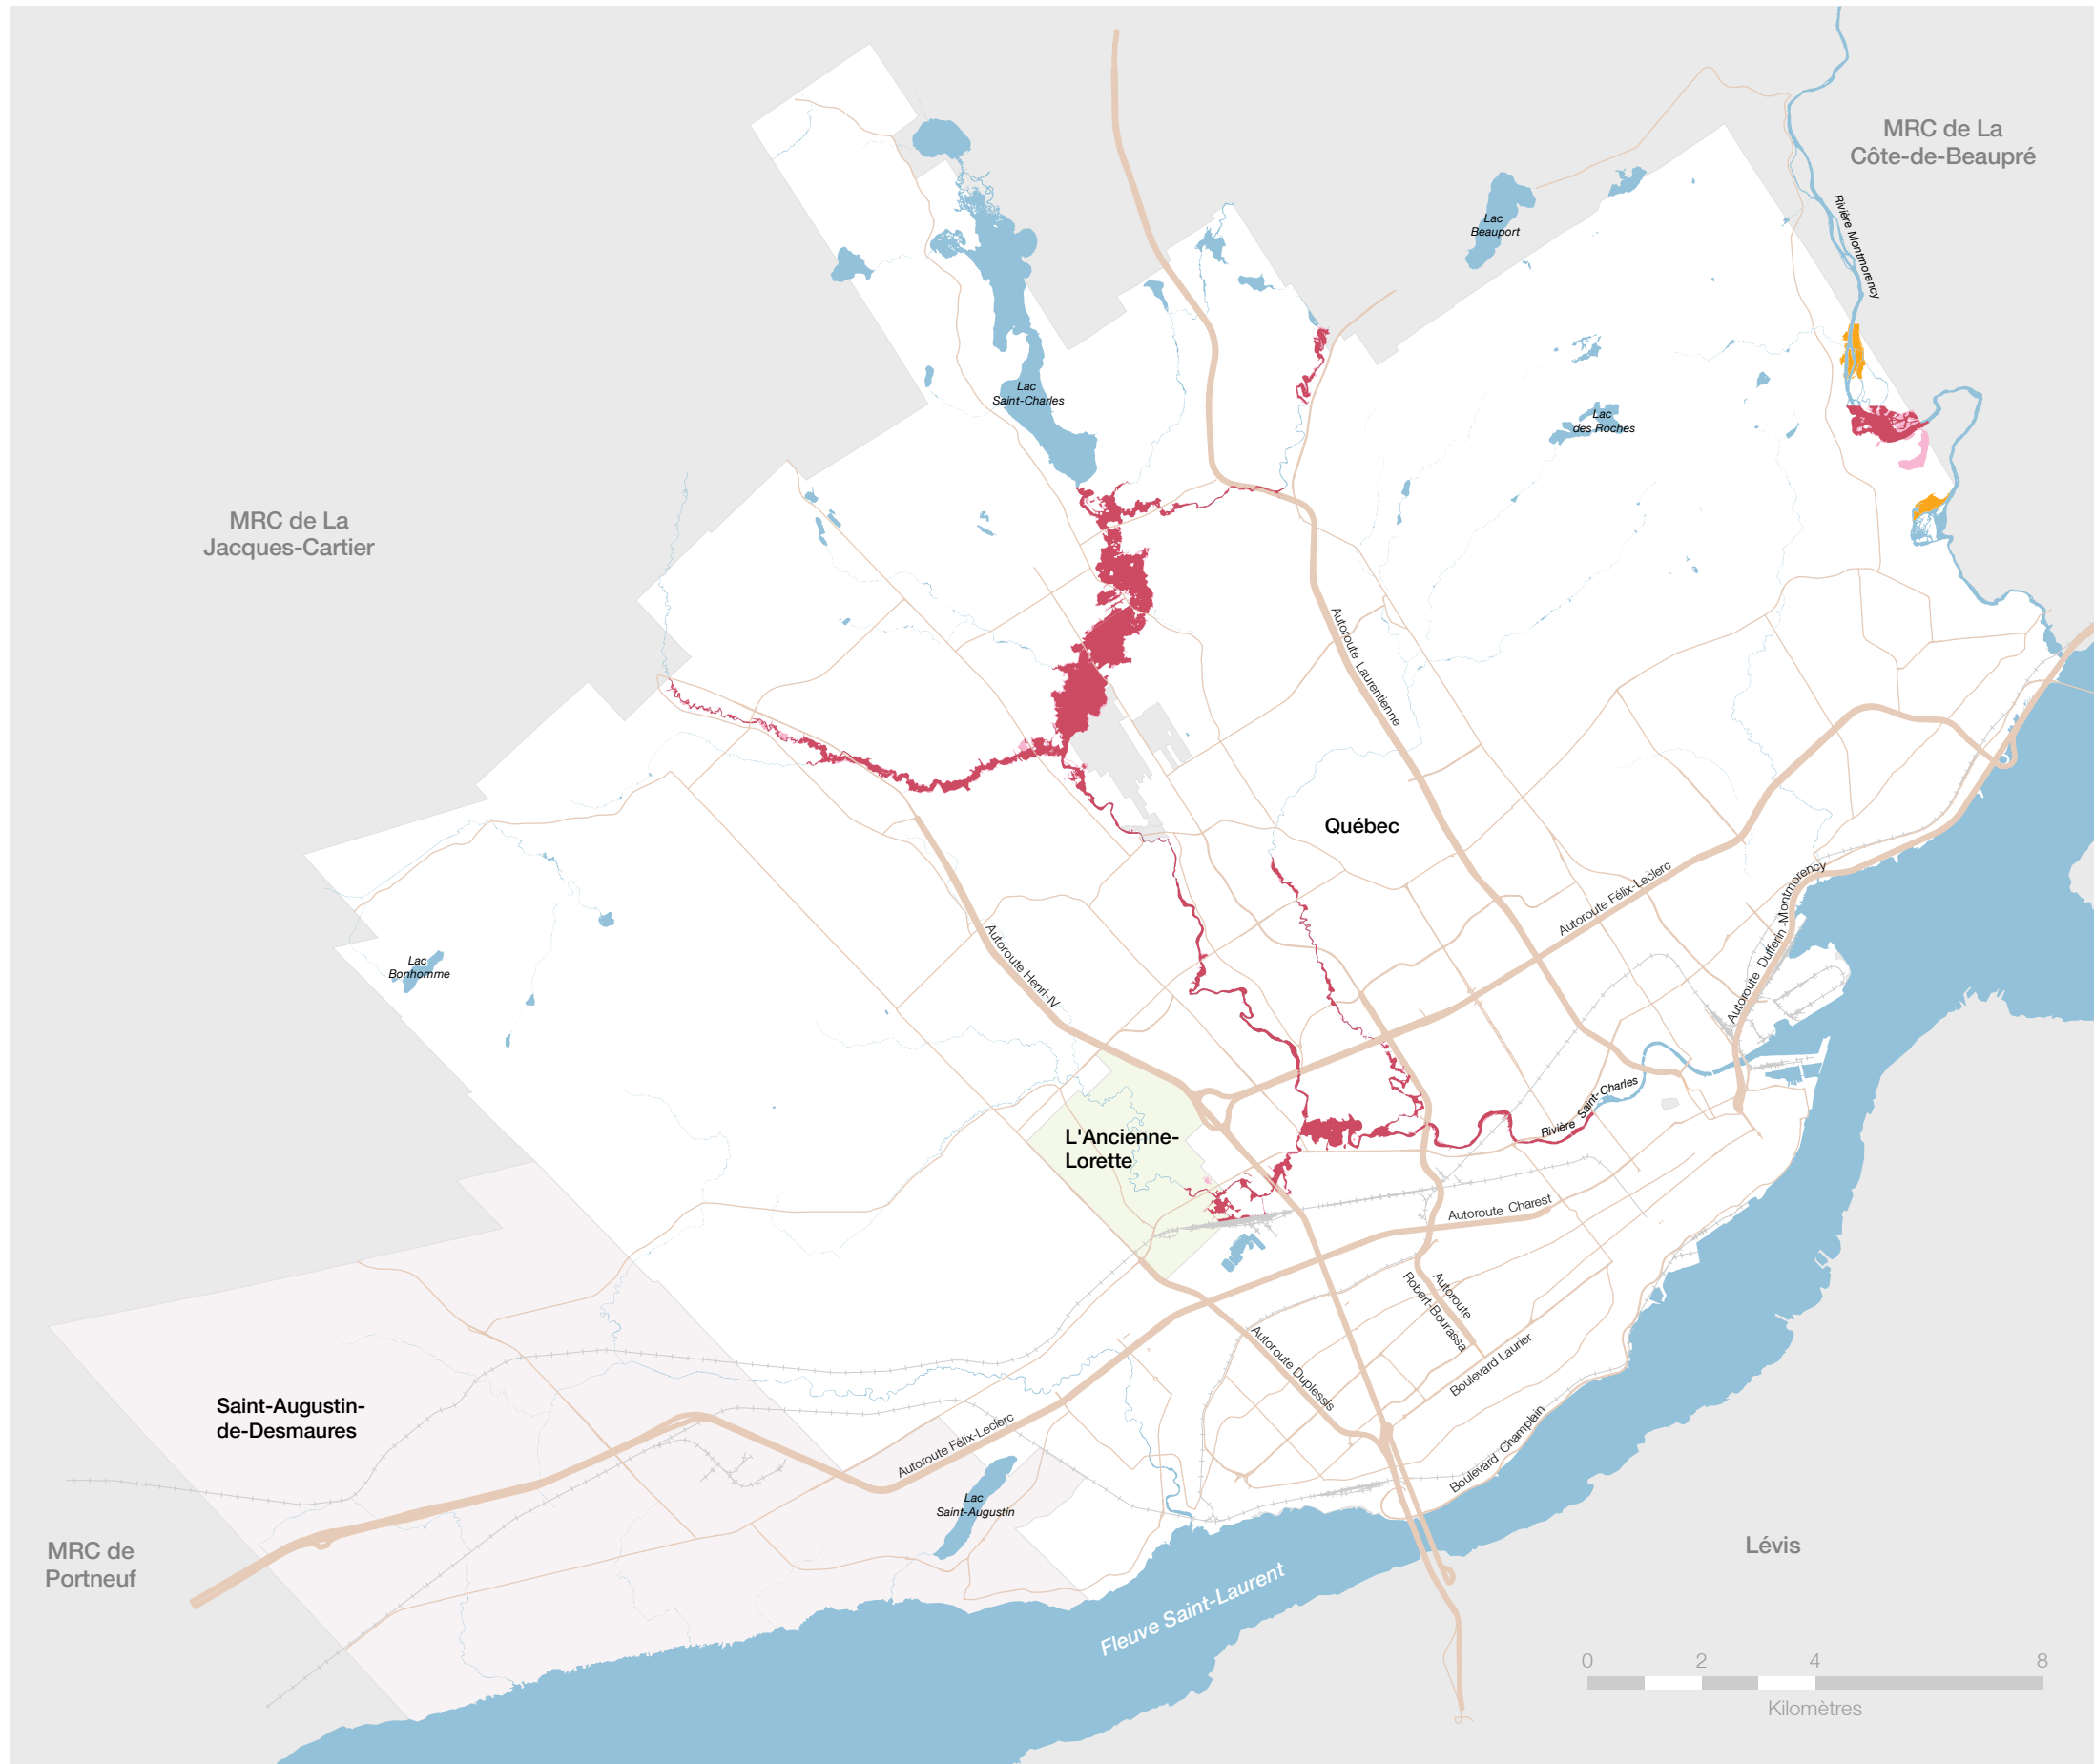 MRC de La
Côte-de-Beaupré
Rivière Montmorency
Lac
Beauport
Lac
Saint-Charles
Lac
des Roches
MRC de La
Jacques-Cartier
Autoroute Laurentienne
Québec
Autoroute Félix-Leclerc
Autoroute Dufferin -Montmorency
Lac
Bonhomme
Autoroute Henri-IV
Rivière Saint-Charles
L'Ancienne-
Lorette
Autoroute Charest
Autoroute
Robert-Bourassa
Autoroute Duplessis
Boulevard Laurier
Saint-Augustin-
de-Desmaures
Autoroute Félix-Leclerc
Boulevard Champlain
Lac
Saint-Augustin
MRC de
Portneuf
Lévis
Fleuve Saint-Laurent
0 2 4 8
Kilomètres